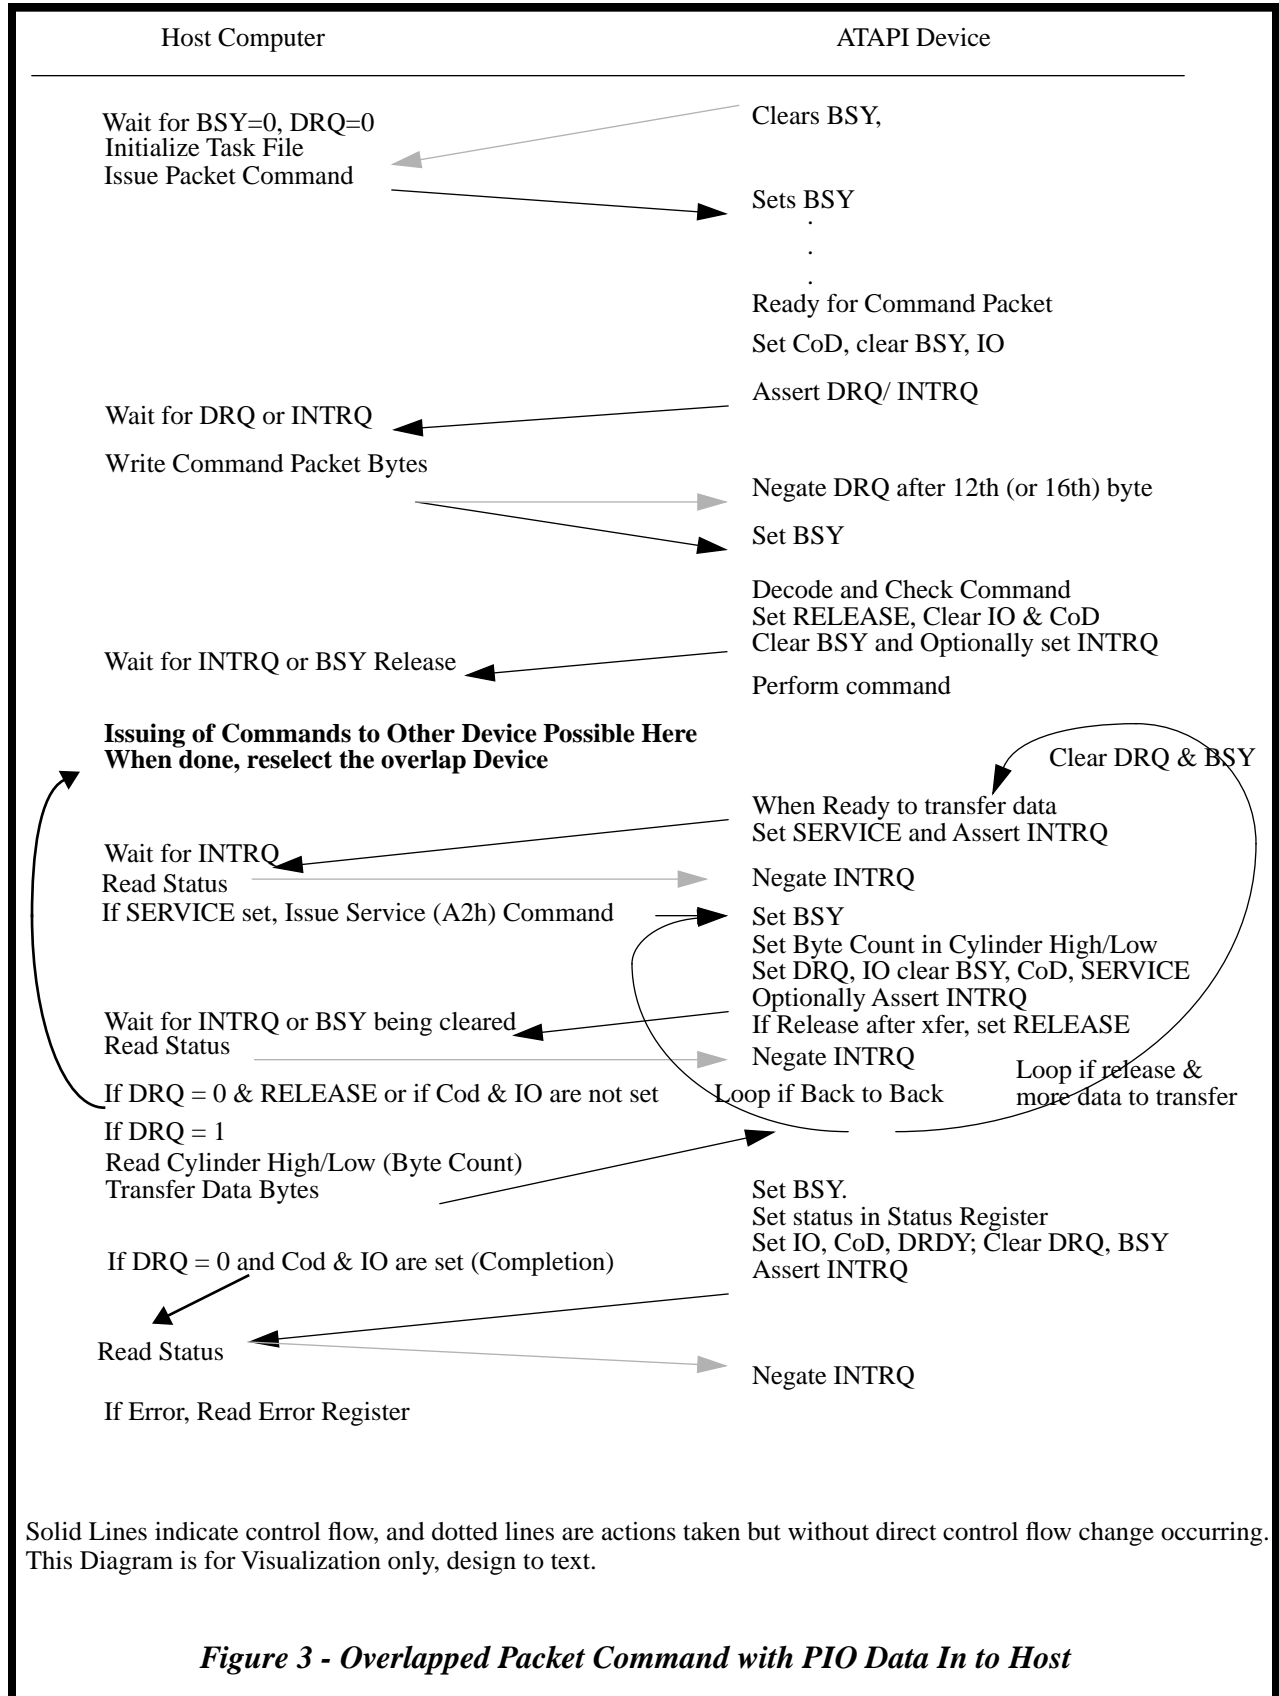 Host Computer
ATAPI Device
Clears BSY,
Wait for BSY=0, DRQ=0
Initialize Task File
Issue Packet Command
Sets BSY
.
.
.
Ready for Command Packet
Set CoD, clear BSY, IO
Assert DRQ/ INTRQ
Wait for DRQ or INTRQ
Write Command Packet Bytes
Negate DRQ after 12th (or 16th) byte
Set BSY
Decode and Check Command
Set RELEASE, Clear IO & CoD
Clear BSY and Optionally set INTRQ
Wait for INTRQ or BSY Release
Perform command
Issuing of Commands to Other Device Possible Here
When done, reselect the overlap Device
Clear DRQ & BSY
When Ready to transfer data
Set SERVICE and Assert INTRQ
Wait for INTRQ
Read Status
Negate INTRQ
If SERVICE set, Issue Service (A2h) Command
Set BSY
Set Byte Count in Cylinder High/Low
Set DRQ, IO clear BSY, CoD, SERVICE
Optionally Assert INTRQ
If Release after xfer, set RELEASE
Wait for INTRQ or BSY being cleared
Read Status
Negate INTRQ
Loop if release &
more data to transfer
If DRQ = 0 & RELEASE or if Cod & IO are not set
Loop if Back to Back
If DRQ = 1
Read Cylinder High/Low (Byte Count)
Transfer Data Bytes
Set BSY.
Set status in Status Register
Set IO, CoD, DRDY; Clear DRQ, BSY
Assert INTRQ
If DRQ = 0 and Cod & IO are set (Completion)
Read Status
Negate INTRQ
If Error, Read Error Register
Solid Lines indicate control flow, and dotted lines are actions taken but without direct control flow change occurring.
This Diagram is for Visualization only, design to text.
Figure 3 - Overlapped Packet Command with PIO Data In to Host